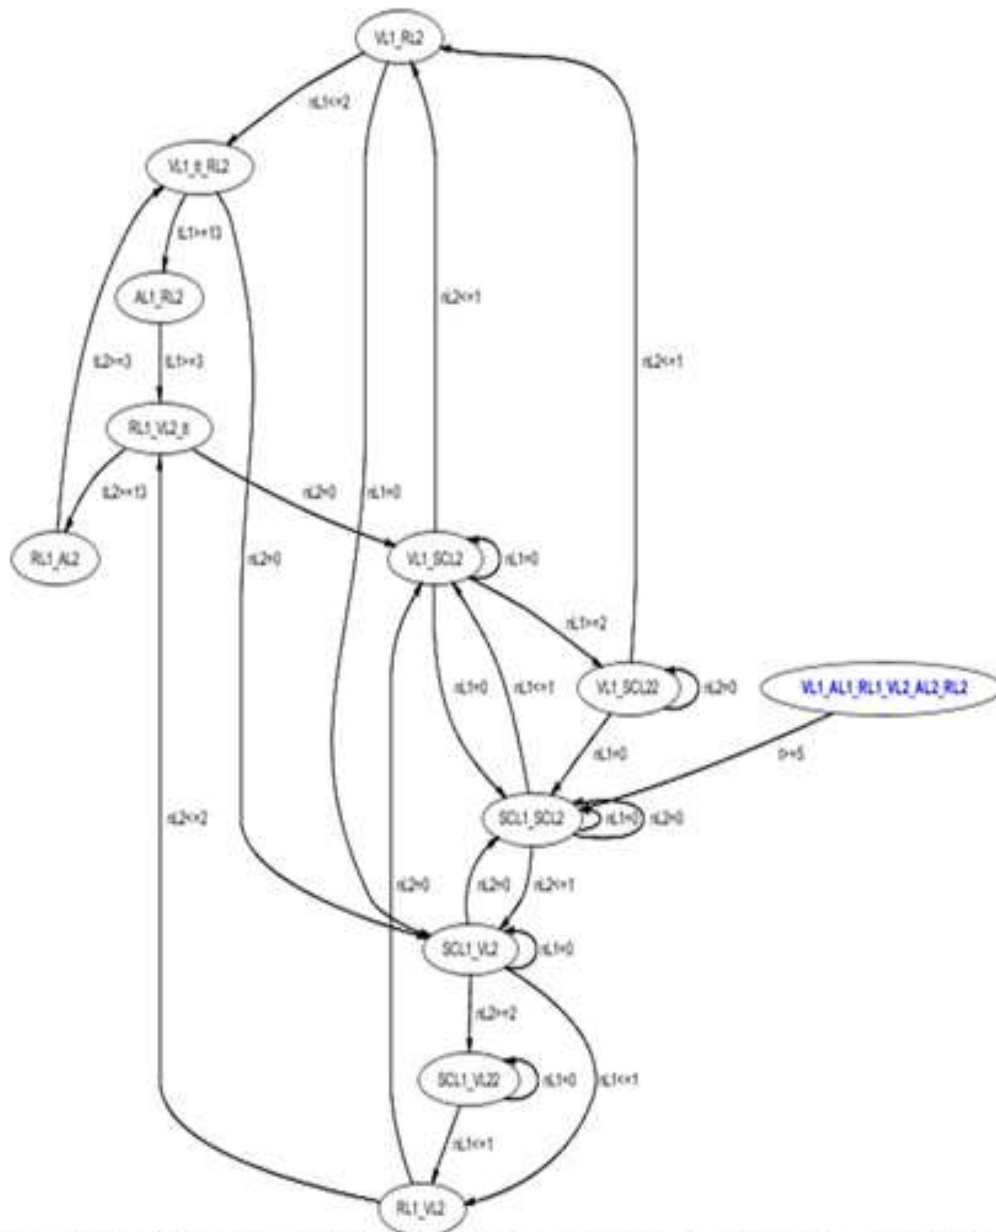 VL1_RL2
nL1<=2
VL1_tt_RL2
tL1>=13
AL1_RL2
nL2<=1
tL2>=3
tL1>=3
nL2<=1
RL1_VL2_tt
tL2>=13
nL2=0
nL1=0
RL1_AL2
nL2=0
VL1_SCL2
nL1=0
nL1>=2
nL1=0
nL1<=1
VL1_SCL22
nL2=0
VL1_AL1_RL1_VL2_AL2_RL2
nL1=0
t>=5
SCL1_SCL2
nL1=0
nL2=0
nL2<=2
nL2=0
nL2=0
nL2<=1
SCL1_VL2
nL1=0
nL2>=2
SCL1_VL22
nL1=0
nL1<=1
nL1<=1
RL1_VL2